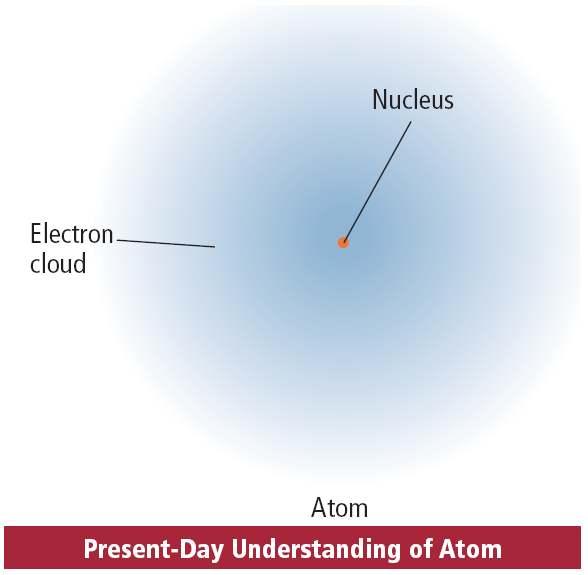 Nucleus
Electron
cloud
Atom
Present-Day Understanding of Atom